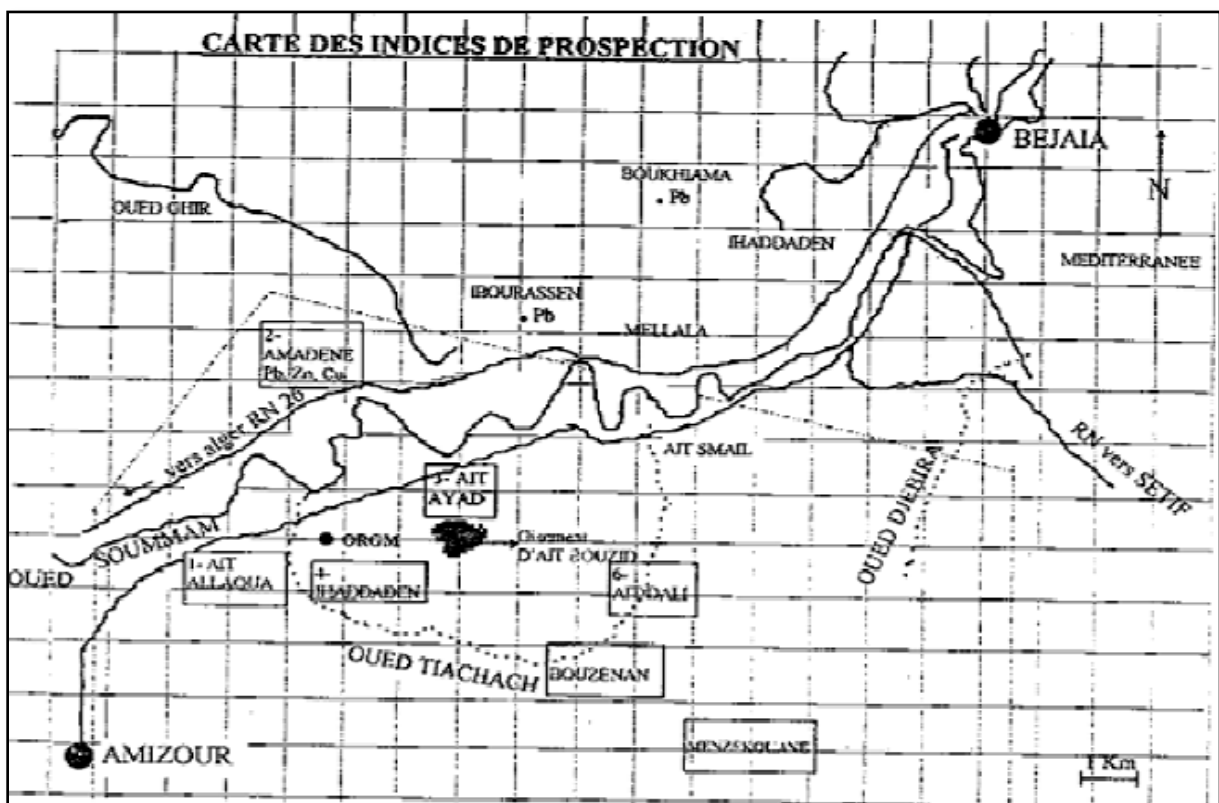 CARTE DES INDICES DE PROSPECTION
BEJAIA
N
BOUKHIAMA
Pb
OUED GHIR
IHADDADEN
MEDITERRANEE
IBOURASSEN
Pb
MELLALA
2-
AMADENE
Pb, Zn, Cu
vers alger RN 26
AIT SMAIL
RN vers SETIF
3- AIT
AYAD
OUED DJEBIRA
SOUMMAM
ORGM
Gisement
D'AIT BOUZID
OUED
1- AIT
ALLAQUA
4-
IHADDADEN
6-
OUED TIACHACH
BOUZENAN
AMIZOUR
1 Km